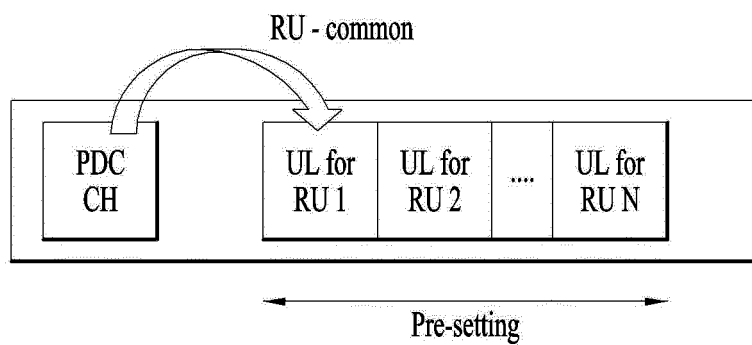 RU - common
PDC
CH
UL for
RU 1
UL for
RU 2
....
UL for
RU N
Pre-setting